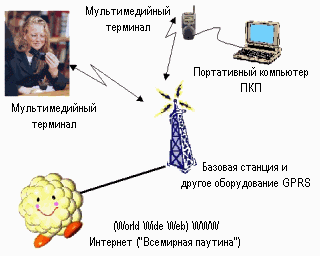 Мультимедийный
терминал
Портативный компьютер
ПКП
Мультимедийный
терминал
Базовая станция и
другое оборудование GPRS
(World Wide Web) WWW
Интернет ("Всемирная паутина")